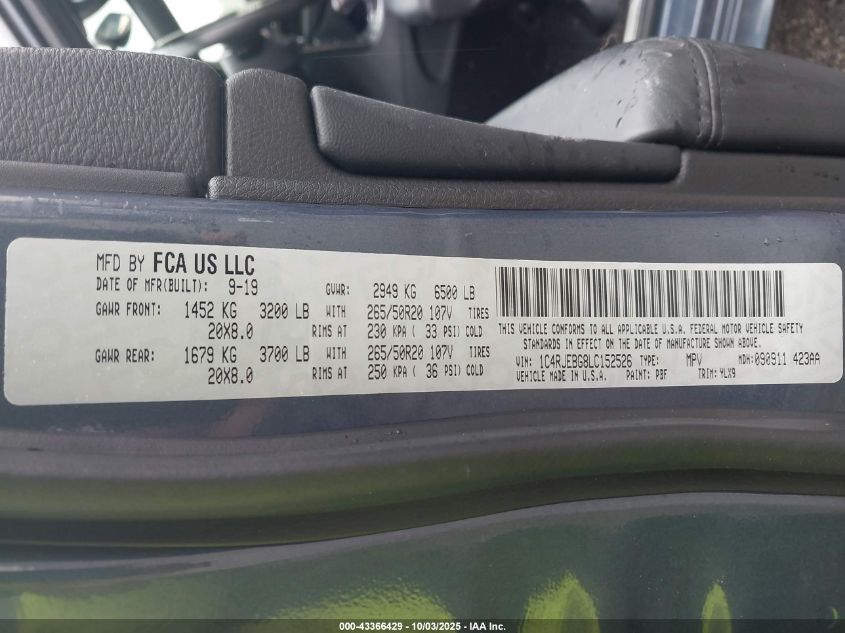 MFD BY FCA US LLC
DATE OF MFR(BUILT): 9-19 GVWR: 2949 KG 6500 LB
GAWR FRONT: 1452 KG 3200 LB WITH 265/50R20 107V TIRES
20X8.0 RIMS AT 230 KPA ( 33 PSI) COLD
GAWR REAR: 1679 KG 3700 LB WITH 265/50R20 107V TIRES
20X8.0 RIMS AT 250 KPA ( 36 PSI) COLD
THIS VEHICLE CONFORMS TO ALL APPLICABLE U.S.A. FEDERAL MOTOR VEHICLE SAFETY
STANDARDS IN EFFECT ON THE DATE OF MANUFACTURE SHOWN ABOVE.
VIN: 1C4RJEBG8LC152526 TYPE: MPV MDH: 090911 423AA
VEHICLE MADE IN U.S.A. PAINT: PBF TRIM: YLX9
000-43366429 - 10/03/2025 - IAA Inc.